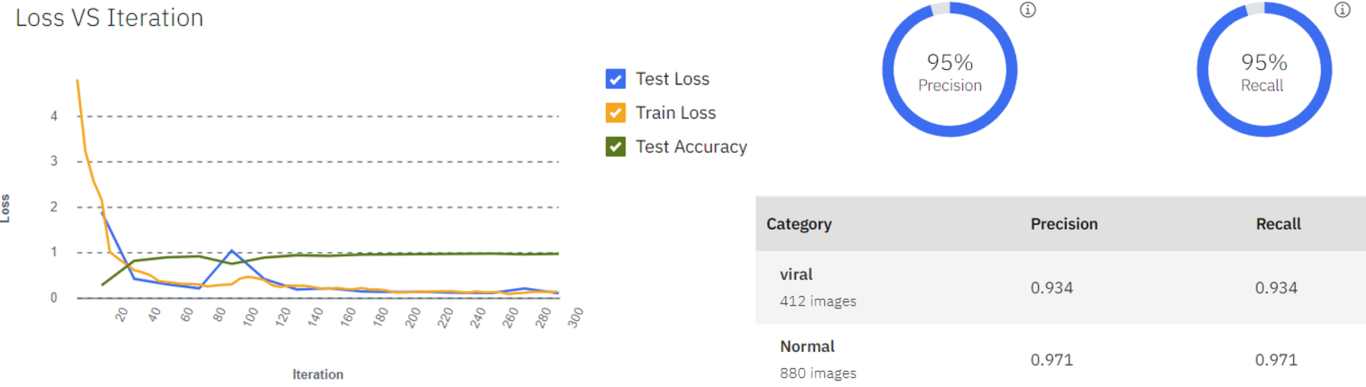 Loss VS Iteration
Loss
4
3
2
1
0
20 40 60 80 100 120 140 160 180 200 220 240 260 280 300
Iteration
Test Loss
Train Loss
Test Accuracy
95%
Precision
95%
Recall
Category Precision Recall
viral
412 images
0.934 0.934
Normal
880 images
0.971 0.971